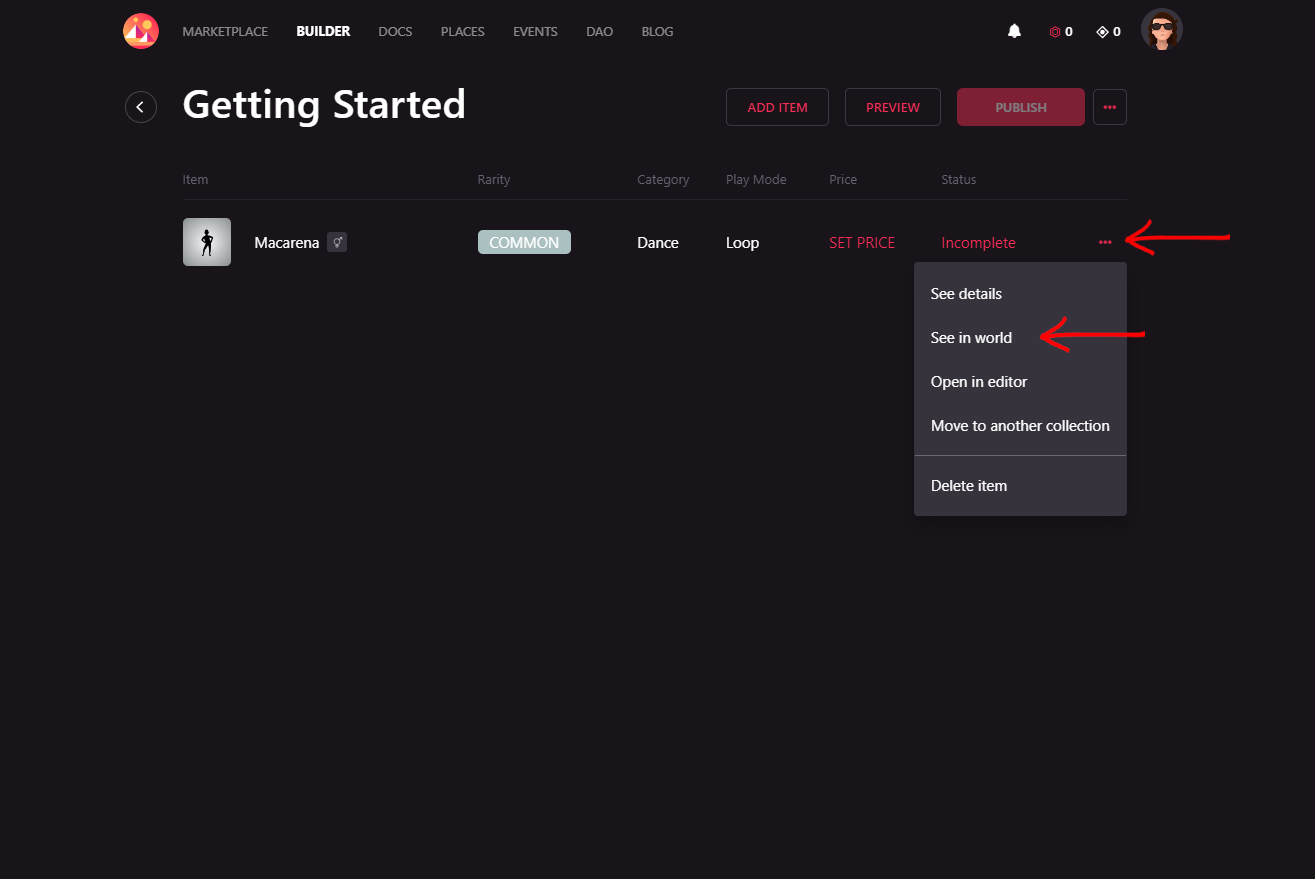 MARKETPLACE BUILDER DOCS PLACES EVENTS DAO BLOG 0 0
Getting Started ADD ITEM PREVIEW PUBLISH
Item Rarity Category Play Mode Price Status
Macarena COMMON Dance Loop SET PRICE Incomplete
See details
See in world
Open in editor
Move to another collection
Delete item